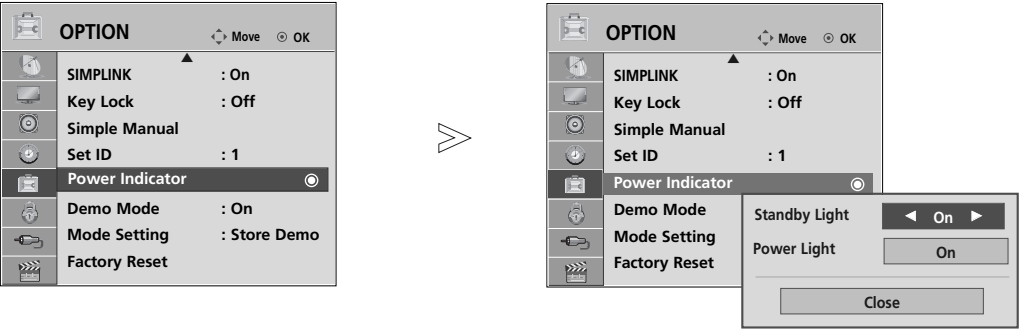 OPTION
Move OK
SIMPLINK : On
Key Lock : Off
Simple Manual
Set ID : 1
Power Indicator
Demo Mode : On
Mode Setting : Store Demo
Factory Reset
OPTION
Move OK
SIMPLINK : On
Key Lock : Off
Simple Manual
Set ID : 1
Power Indicator
Demo Mode
Mode Setting
Factory Reset
Standby Light ◀ On ▶
Power Light On
Close